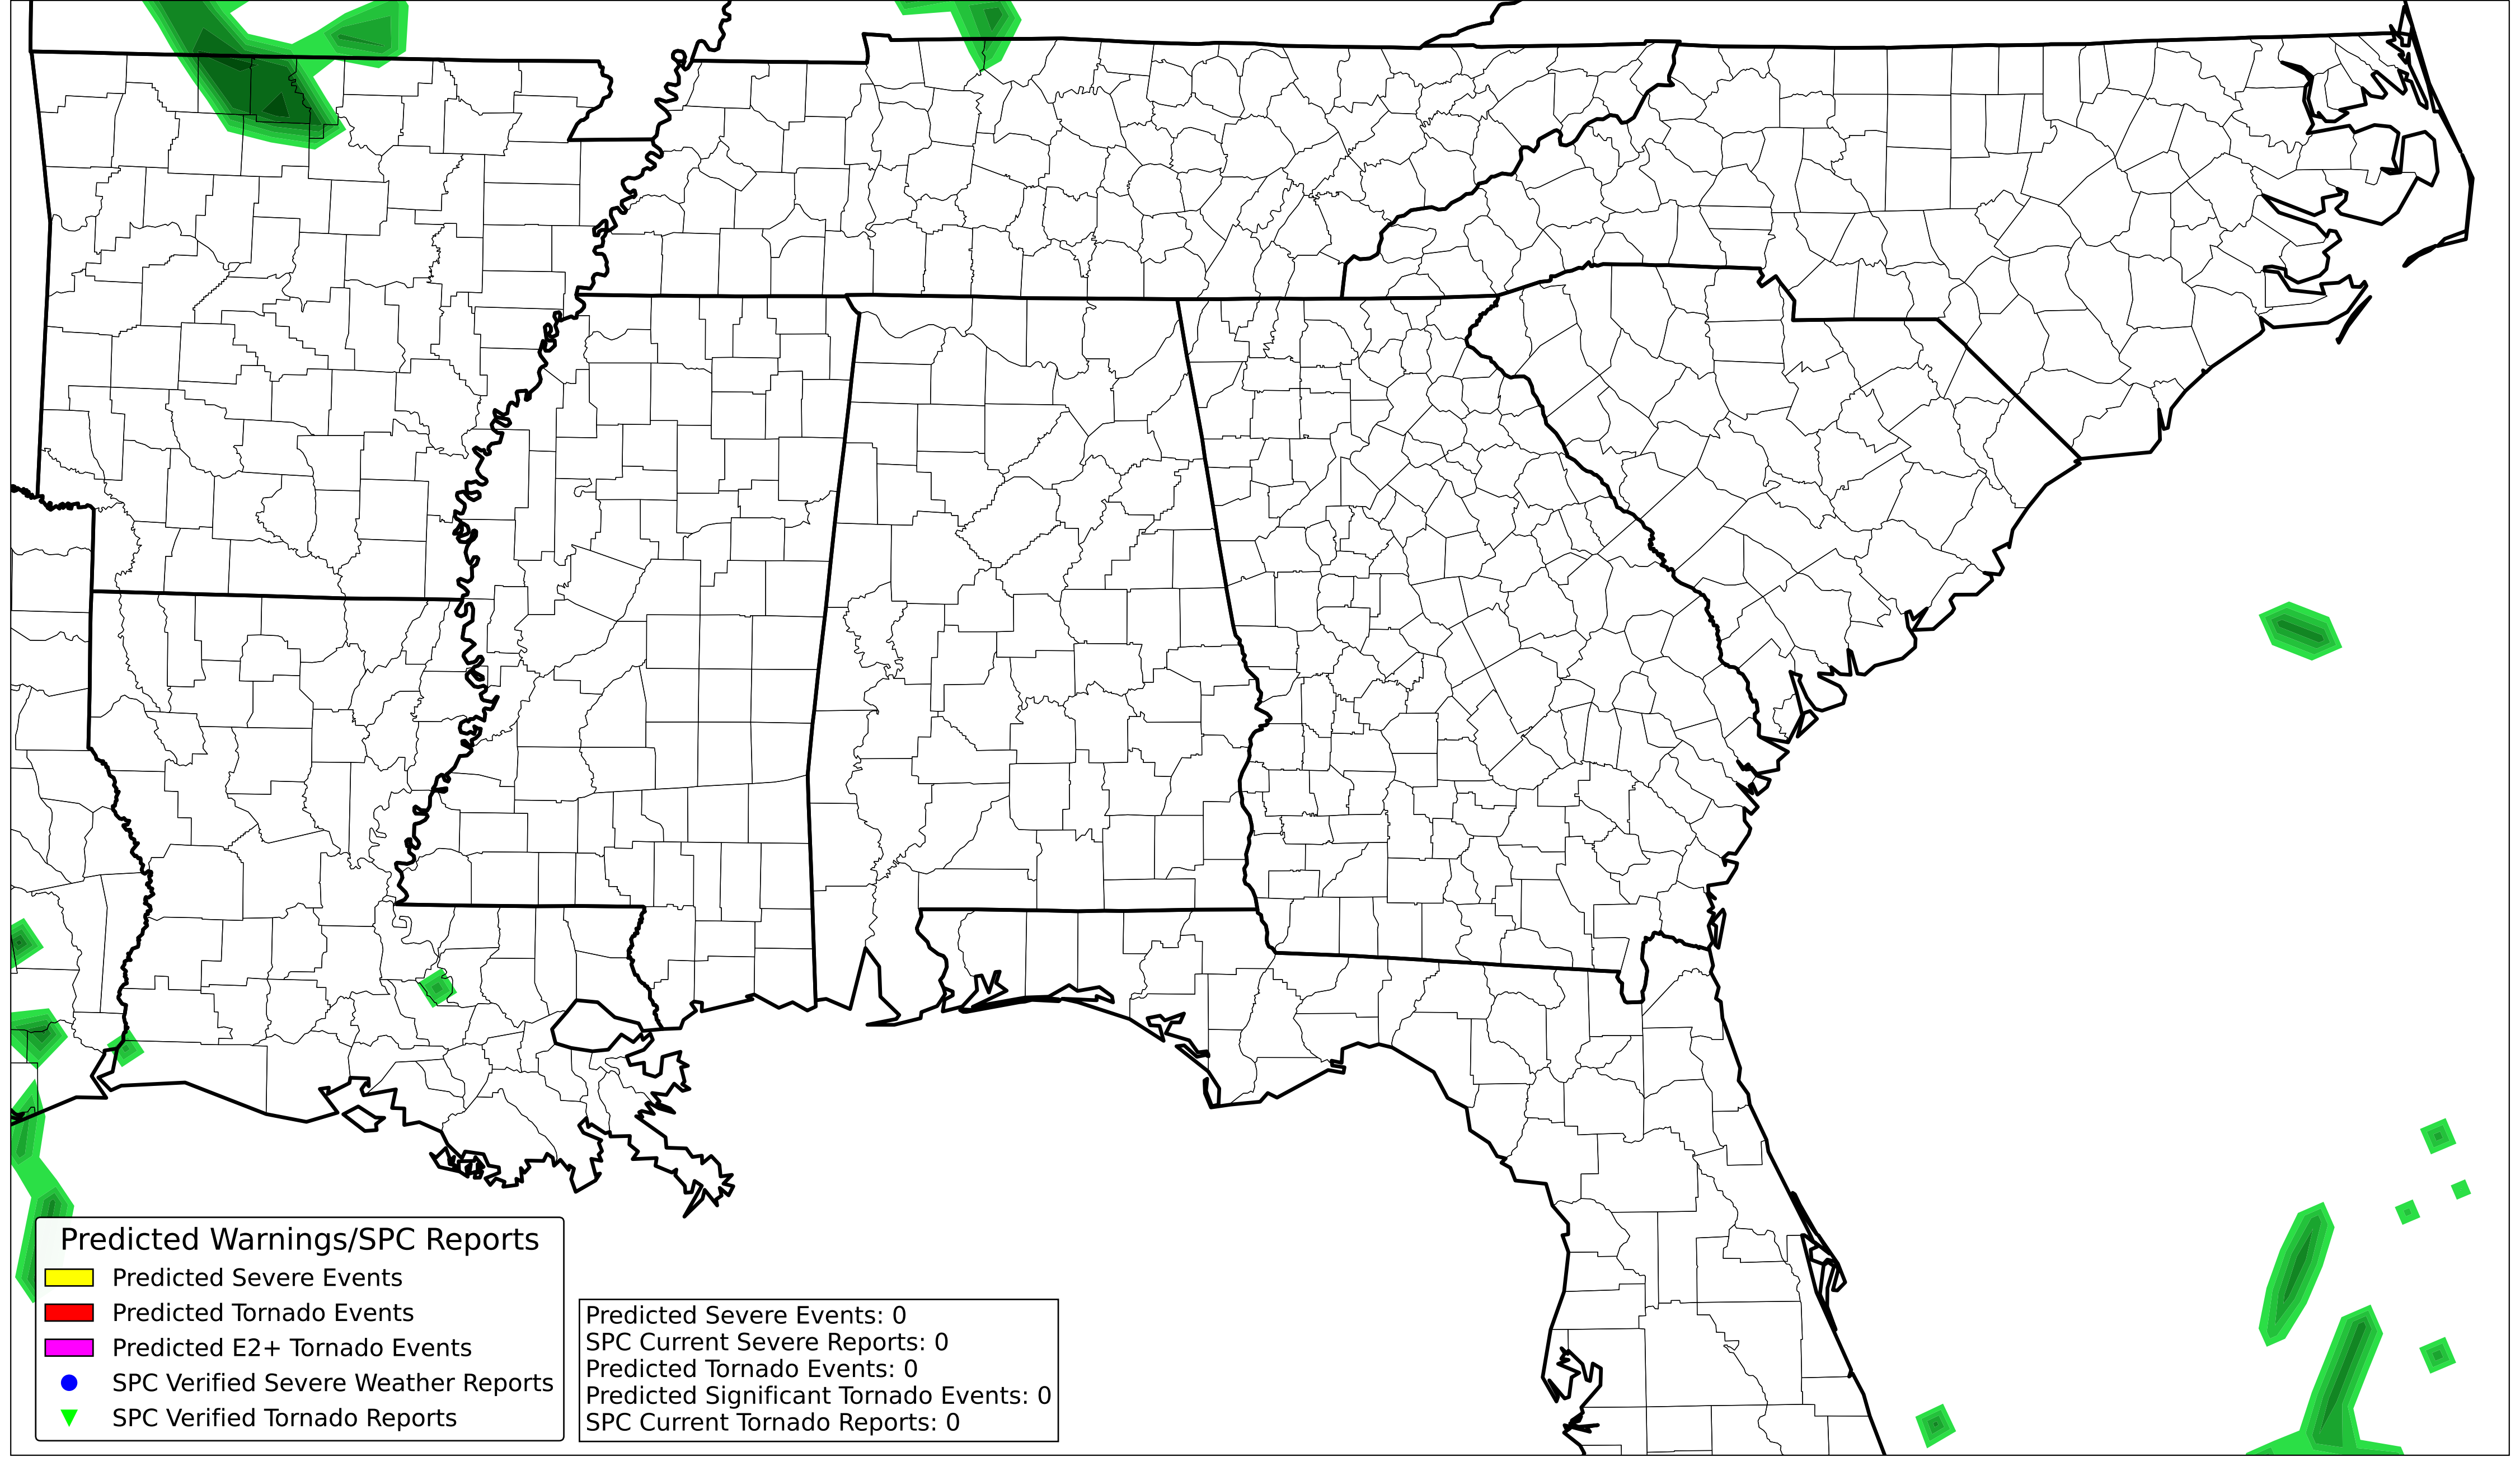 Predicted Warnings/SPC Reports
Predicted Severe Events
Predicted Tornado Events
Predicted E2+ Tornado Events
SPC Verified Severe Weather Reports
SPC Verified Tornado Reports
Predicted Severe Events: 0
SPC Current Severe Reports: 0
Predicted Tornado Events: 0
Predicted Significant Tornado Events: 0
SPC Current Tornado Reports: 0